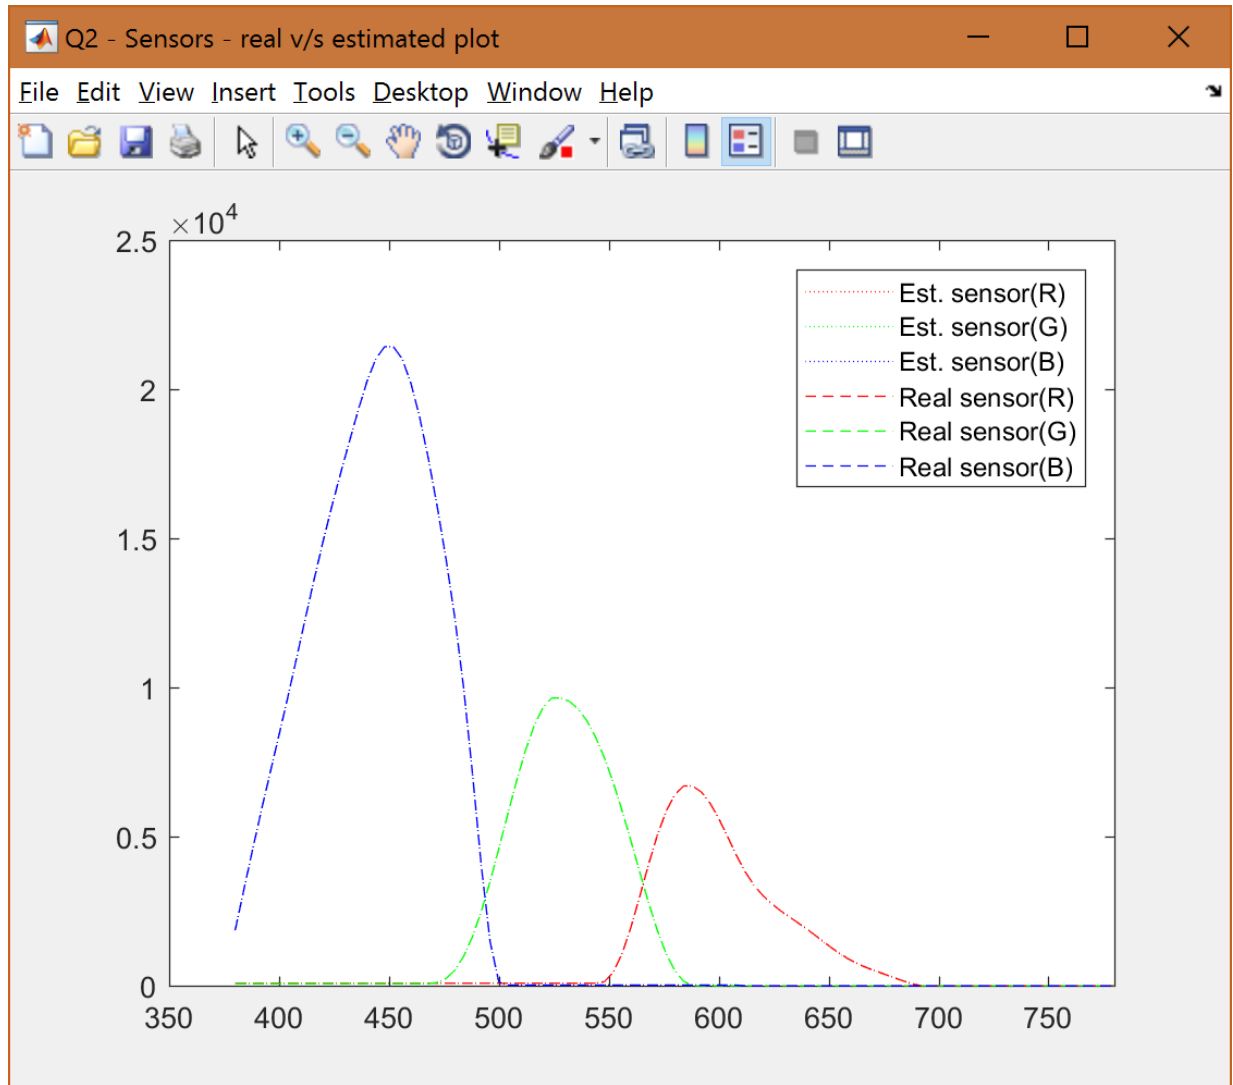 Q2 - Sensors - real v/s estimated plot
File Edit View Insert Tools Desktop Window Help
×10⁴
2.5
2
1.5
1
0.5
0
350 400 450 500 550 600 650 700 750
Est. sensor(R)
Est. sensor(G)
Est. sensor(B)
Real sensor(R)
Real sensor(G)
Real sensor(B)